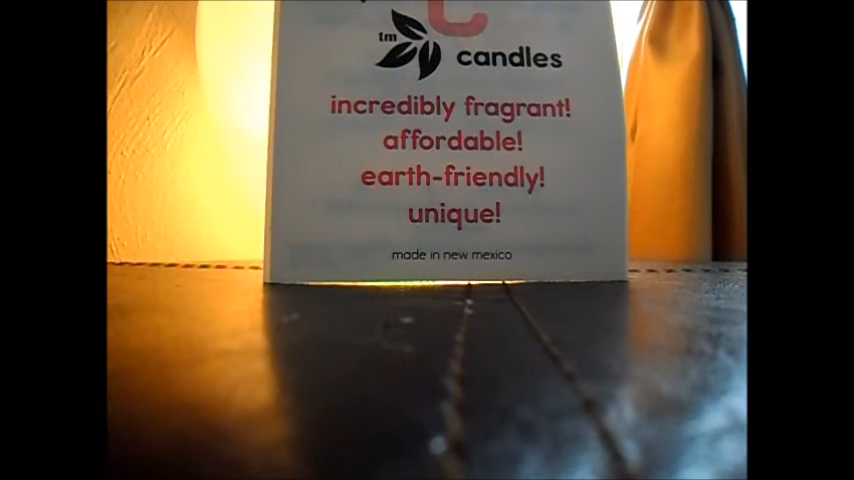 tm
candles
incredibly fragrant!
affordable!
earth-friendly!
unique!
made in new mexico